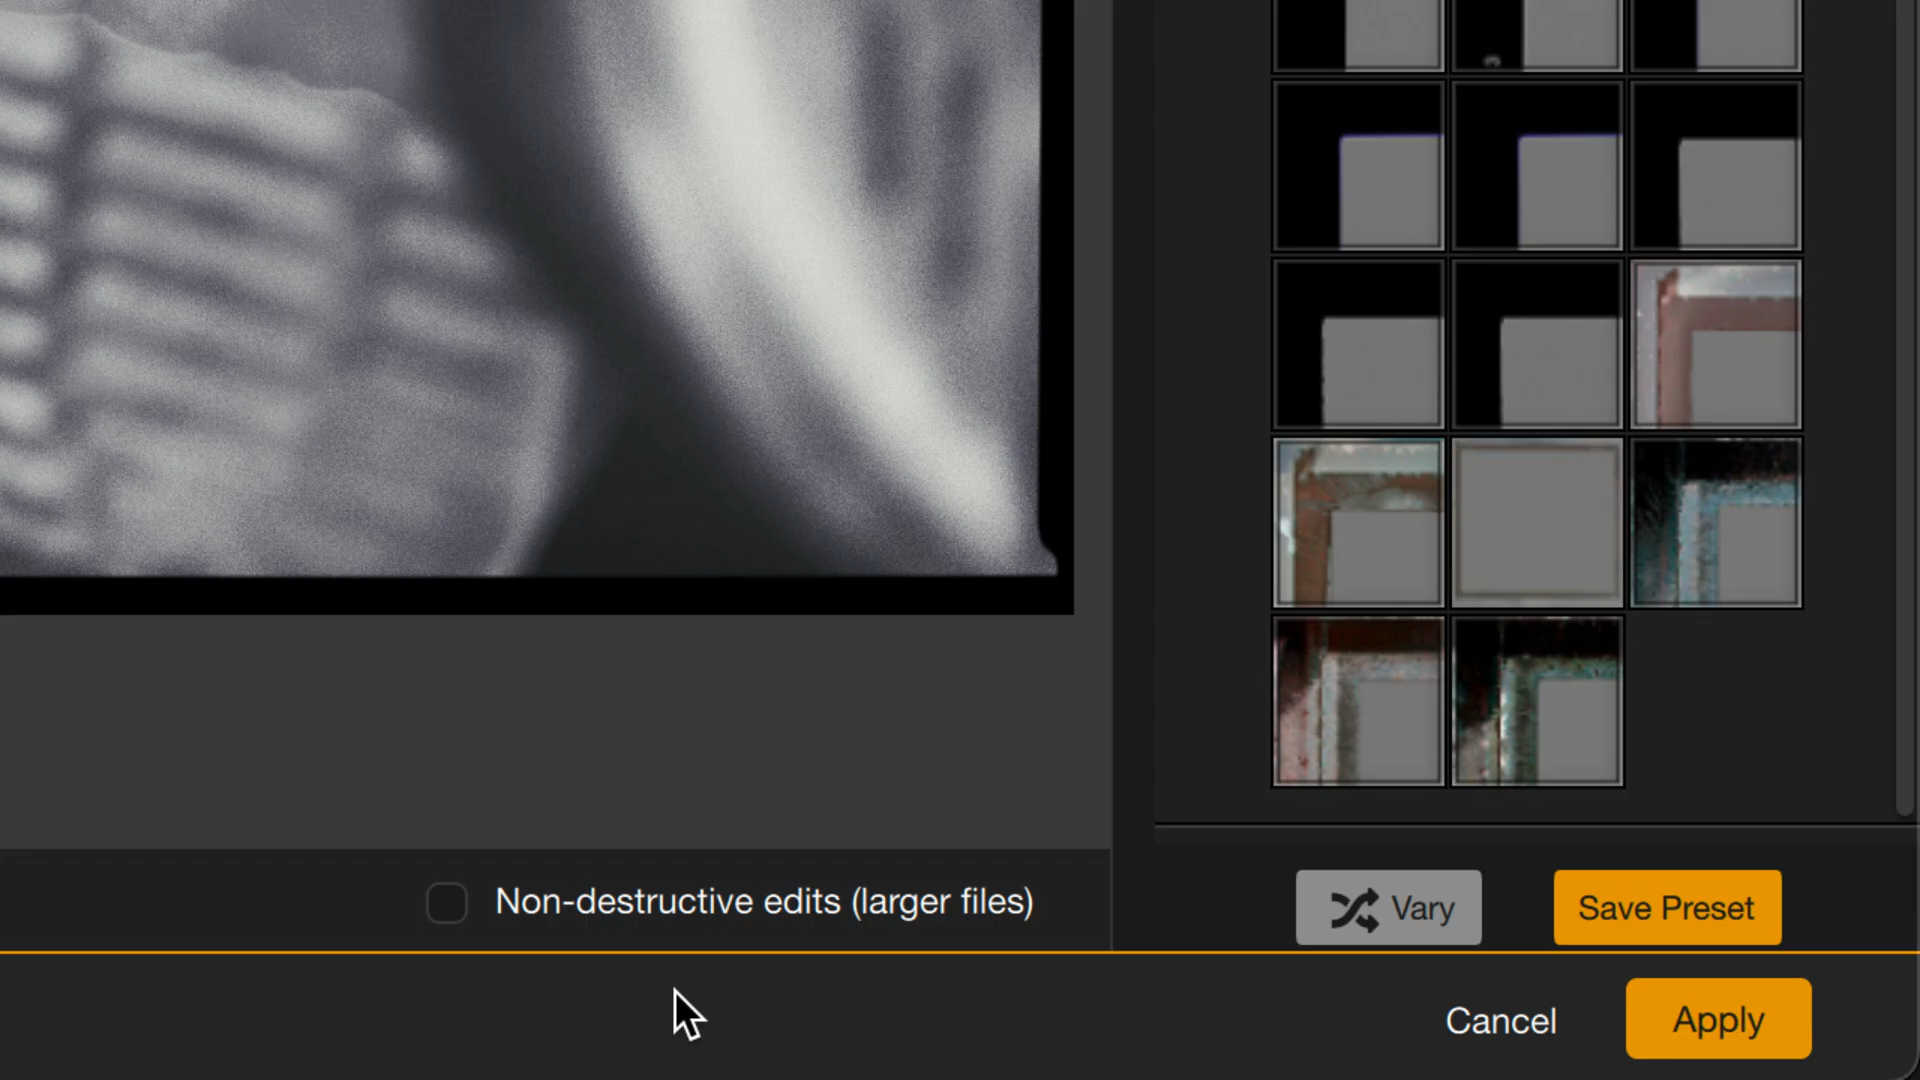 Non-destructive edits (larger files)
Vary
Save Preset
Cancel
Apply